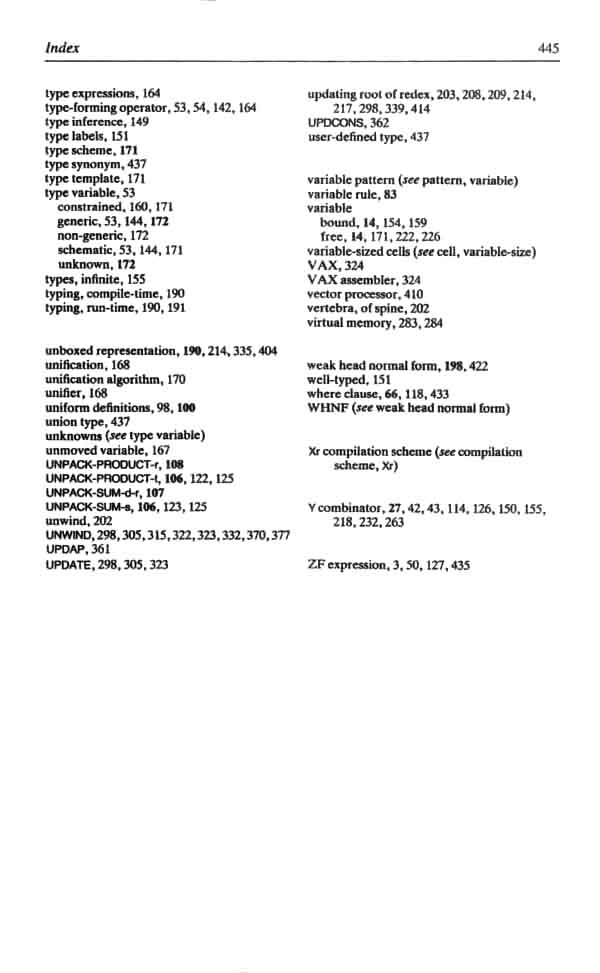 Index 445
type expressions, 164
type-forming operator, 53, 54, 142, 164
type inference, 149
type labels, 151
type scheme, 171
type synonym, 437
type template, 171
type variable, 53
constrained, 160, 171
generic, 53, 144, 172
non-generic, 172
schematic, 53, 144, 171
unknown, 172
types, infinite, 155
typing, compile-time, 190
typing, run-time, 190, 191
unboxed representation, 190, 214, 335, 404
unification, 168
unification algorithm, 170
unifier, 168
uniform definitions, 98, 100
union type, 437
unknowns (see type variable)
unmoved variable, 167
UNPACK-PRODUCT-r, 108
UNPACK-PRODUCT-t, 106, 122, 125
UNPACK-SUM-d-r, 107
UNPACK-SUM-s, 106, 123, 125
unwind, 202
UNWIND, 298, 305, 315, 322, 323, 332, 370, 377
UPDAP, 361
UPDATE, 298, 305, 323
updating root of redex, 203, 208, 209, 214,
217, 298, 339, 414
UPDCONS, 362
user-defined type, 437
variable pattern (see pattern, variable)
variable rule, 83
variable
bound, 14, 154, 159
free, 14, 171, 222, 226
variable-sized cells (see cell, variable-size)
VAX, 324
VAX assembler, 324
vector processor, 410
vertebra, of spine, 202
virtual memory, 283, 284
weak head normal form, 198, 422
well-typed, 151
where clause, 66, 118, 433
WHNF (see weak head normal form)
Xr compilation scheme (see compilation
scheme, Xr)
Y combinator, 27, 42, 43, 114, 126, 150, 155,
218, 232, 263
ZF expression, 3, 50, 127, 435